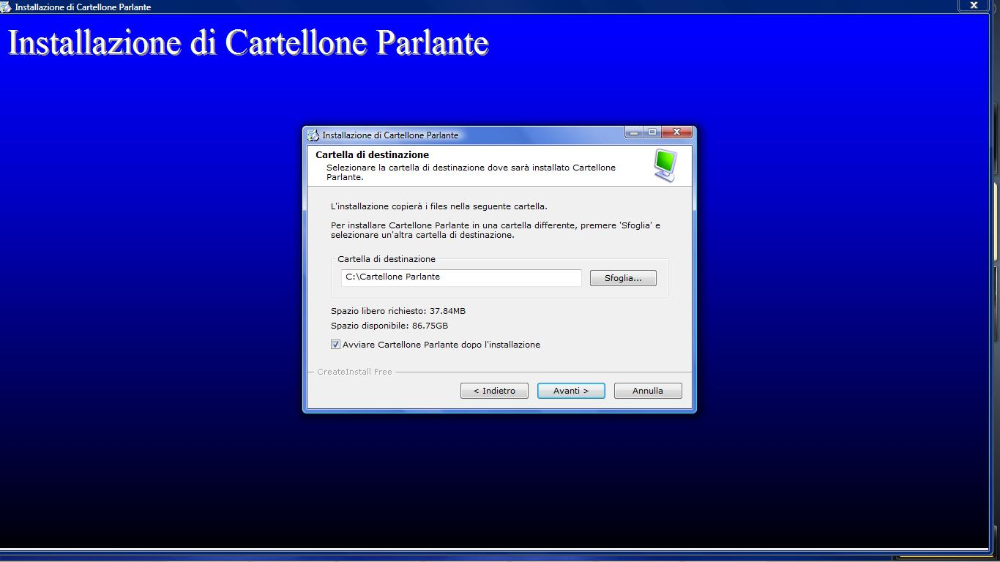 Installazione di Cartellone Parlante
Installazione di Cartellone Parlante
Installazione di Cartellone Parlante
Cartella di destinazione
Selezionare la cartella di destinazione dove sarà installato Cartellone
Parlante.
L'installazione copierà i files nella seguente cartella.
Per installare Cartellone Parlante in una cartella differente, premere 'Sfoglia' e
selezionare un'altra cartella di destinazione.
Cartella di destinazione
C:\Cartellone Parlante
Sfoglia...
Spazio libero richiesto: 37.84MB
Spazio disponibile: 86.75GB
Avviare Cartellone Parlante dopo l'installazione
CreateInstall Free
< Indietro
Avanti >
Annulla